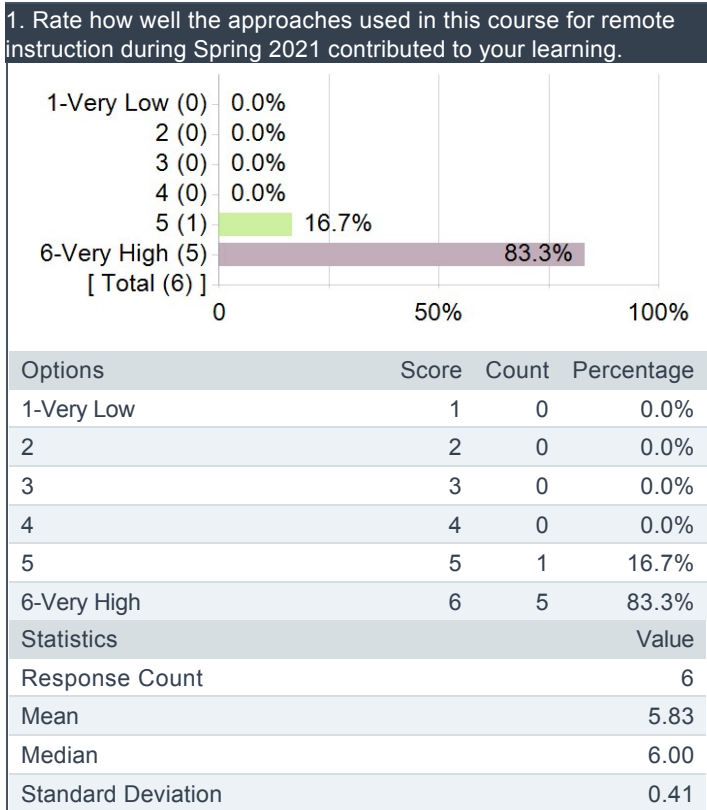 1. Rate how well the approaches used in this course for remote
instruction during Spring 2021 contributed to your learning.
1-Very Low (0) 0.0%
2 (0) 0.0%
3 (0) 0.0%
4 (0) 0.0%
5 (1) 16.7%
6-Very High (5) 83.3%
[ Total (6) ]
0 50% 100%
Options Score Count Percentage
1-Very Low 1 0 0.0%
2 2 0 0.0%
3 3 0 0.0%
4 4 0 0.0%
5 5 1 16.7%
6-Very High 6 5 83.3%
Statistics Value
Response Count 6
Mean 5.83
Median 6.00
Standard Deviation 0.41